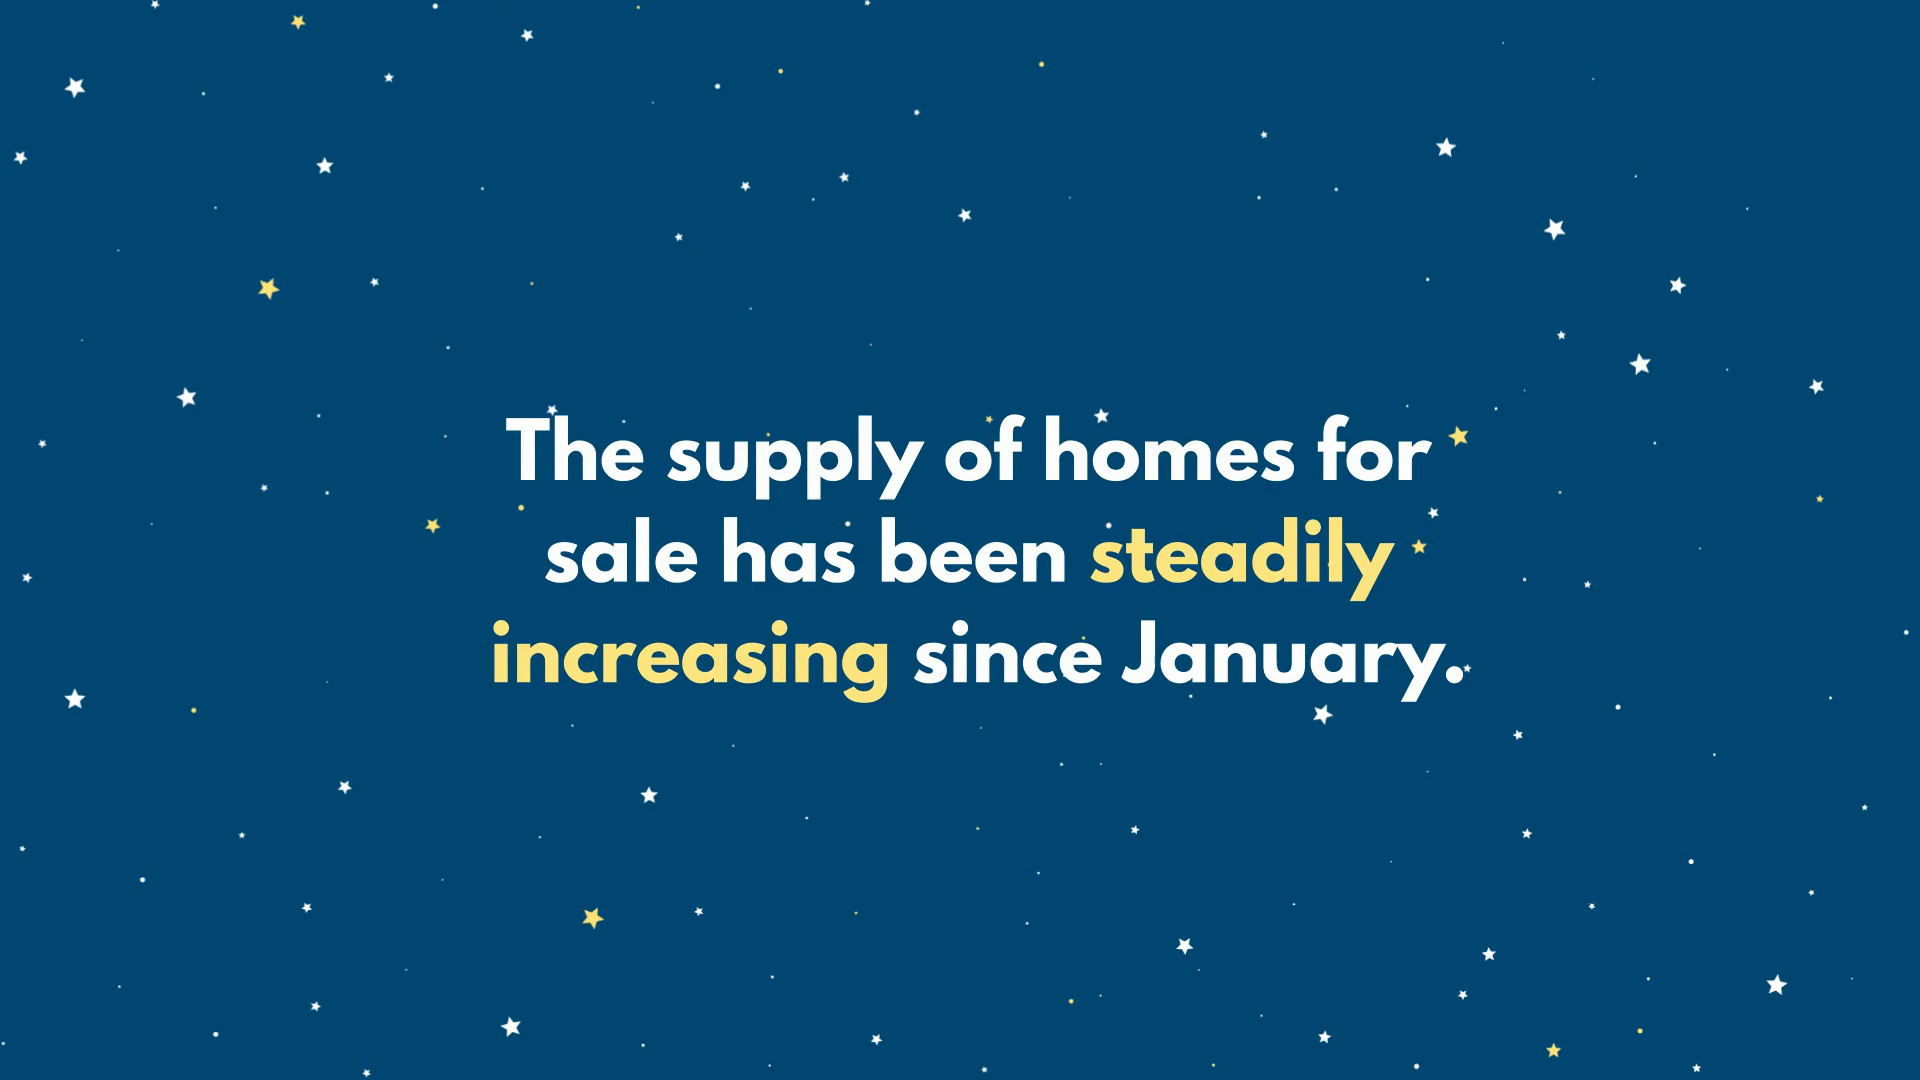 The supply of homes for
sale has been steadily
increasing since January.